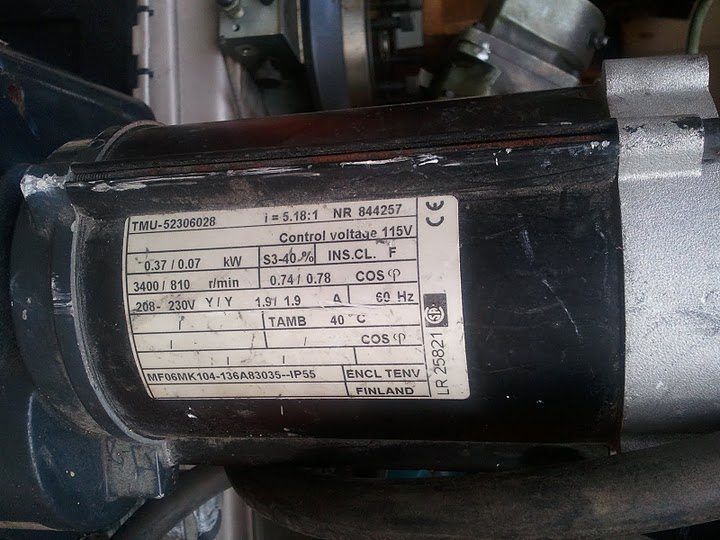 TMU-52306028 i = 5.18:1 NR 844257
Control voltage 115V
0.37 / 0.07 kW S3-40-% INS.CL. F
3400 / 810 r/min 0.74 / 0.78 COS φ
208- 230V Y / Y 1.9 / 1.9 A 60 Hz
/ TAMB 40 °C
/ / / COS φ
MF06MK104-136A83035--IP55 ENCL TENV
FINLAND
CE
LR 25821